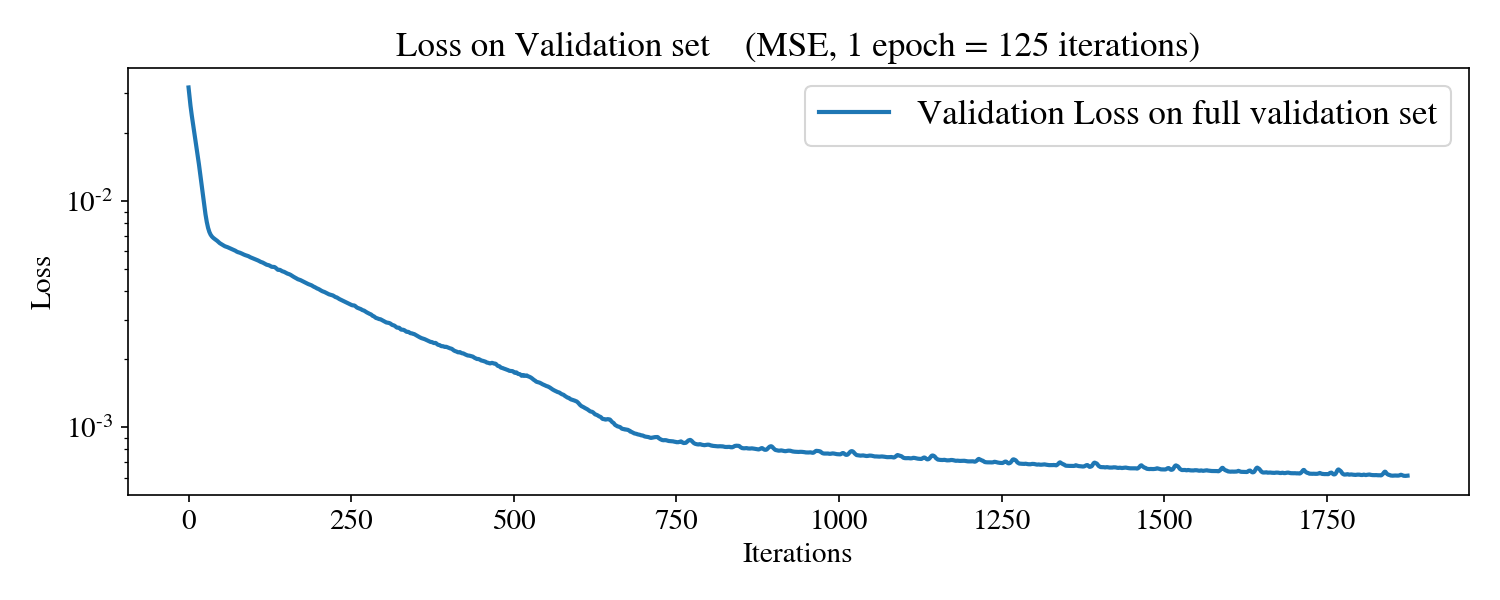 Loss on Validation set    (MSE, 1 epoch = 125 iterations)
Validation Loss on full validation set
10⁻²
10⁻³
Loss
0 250 500 750 1000 1250 1500 1750
Iterations